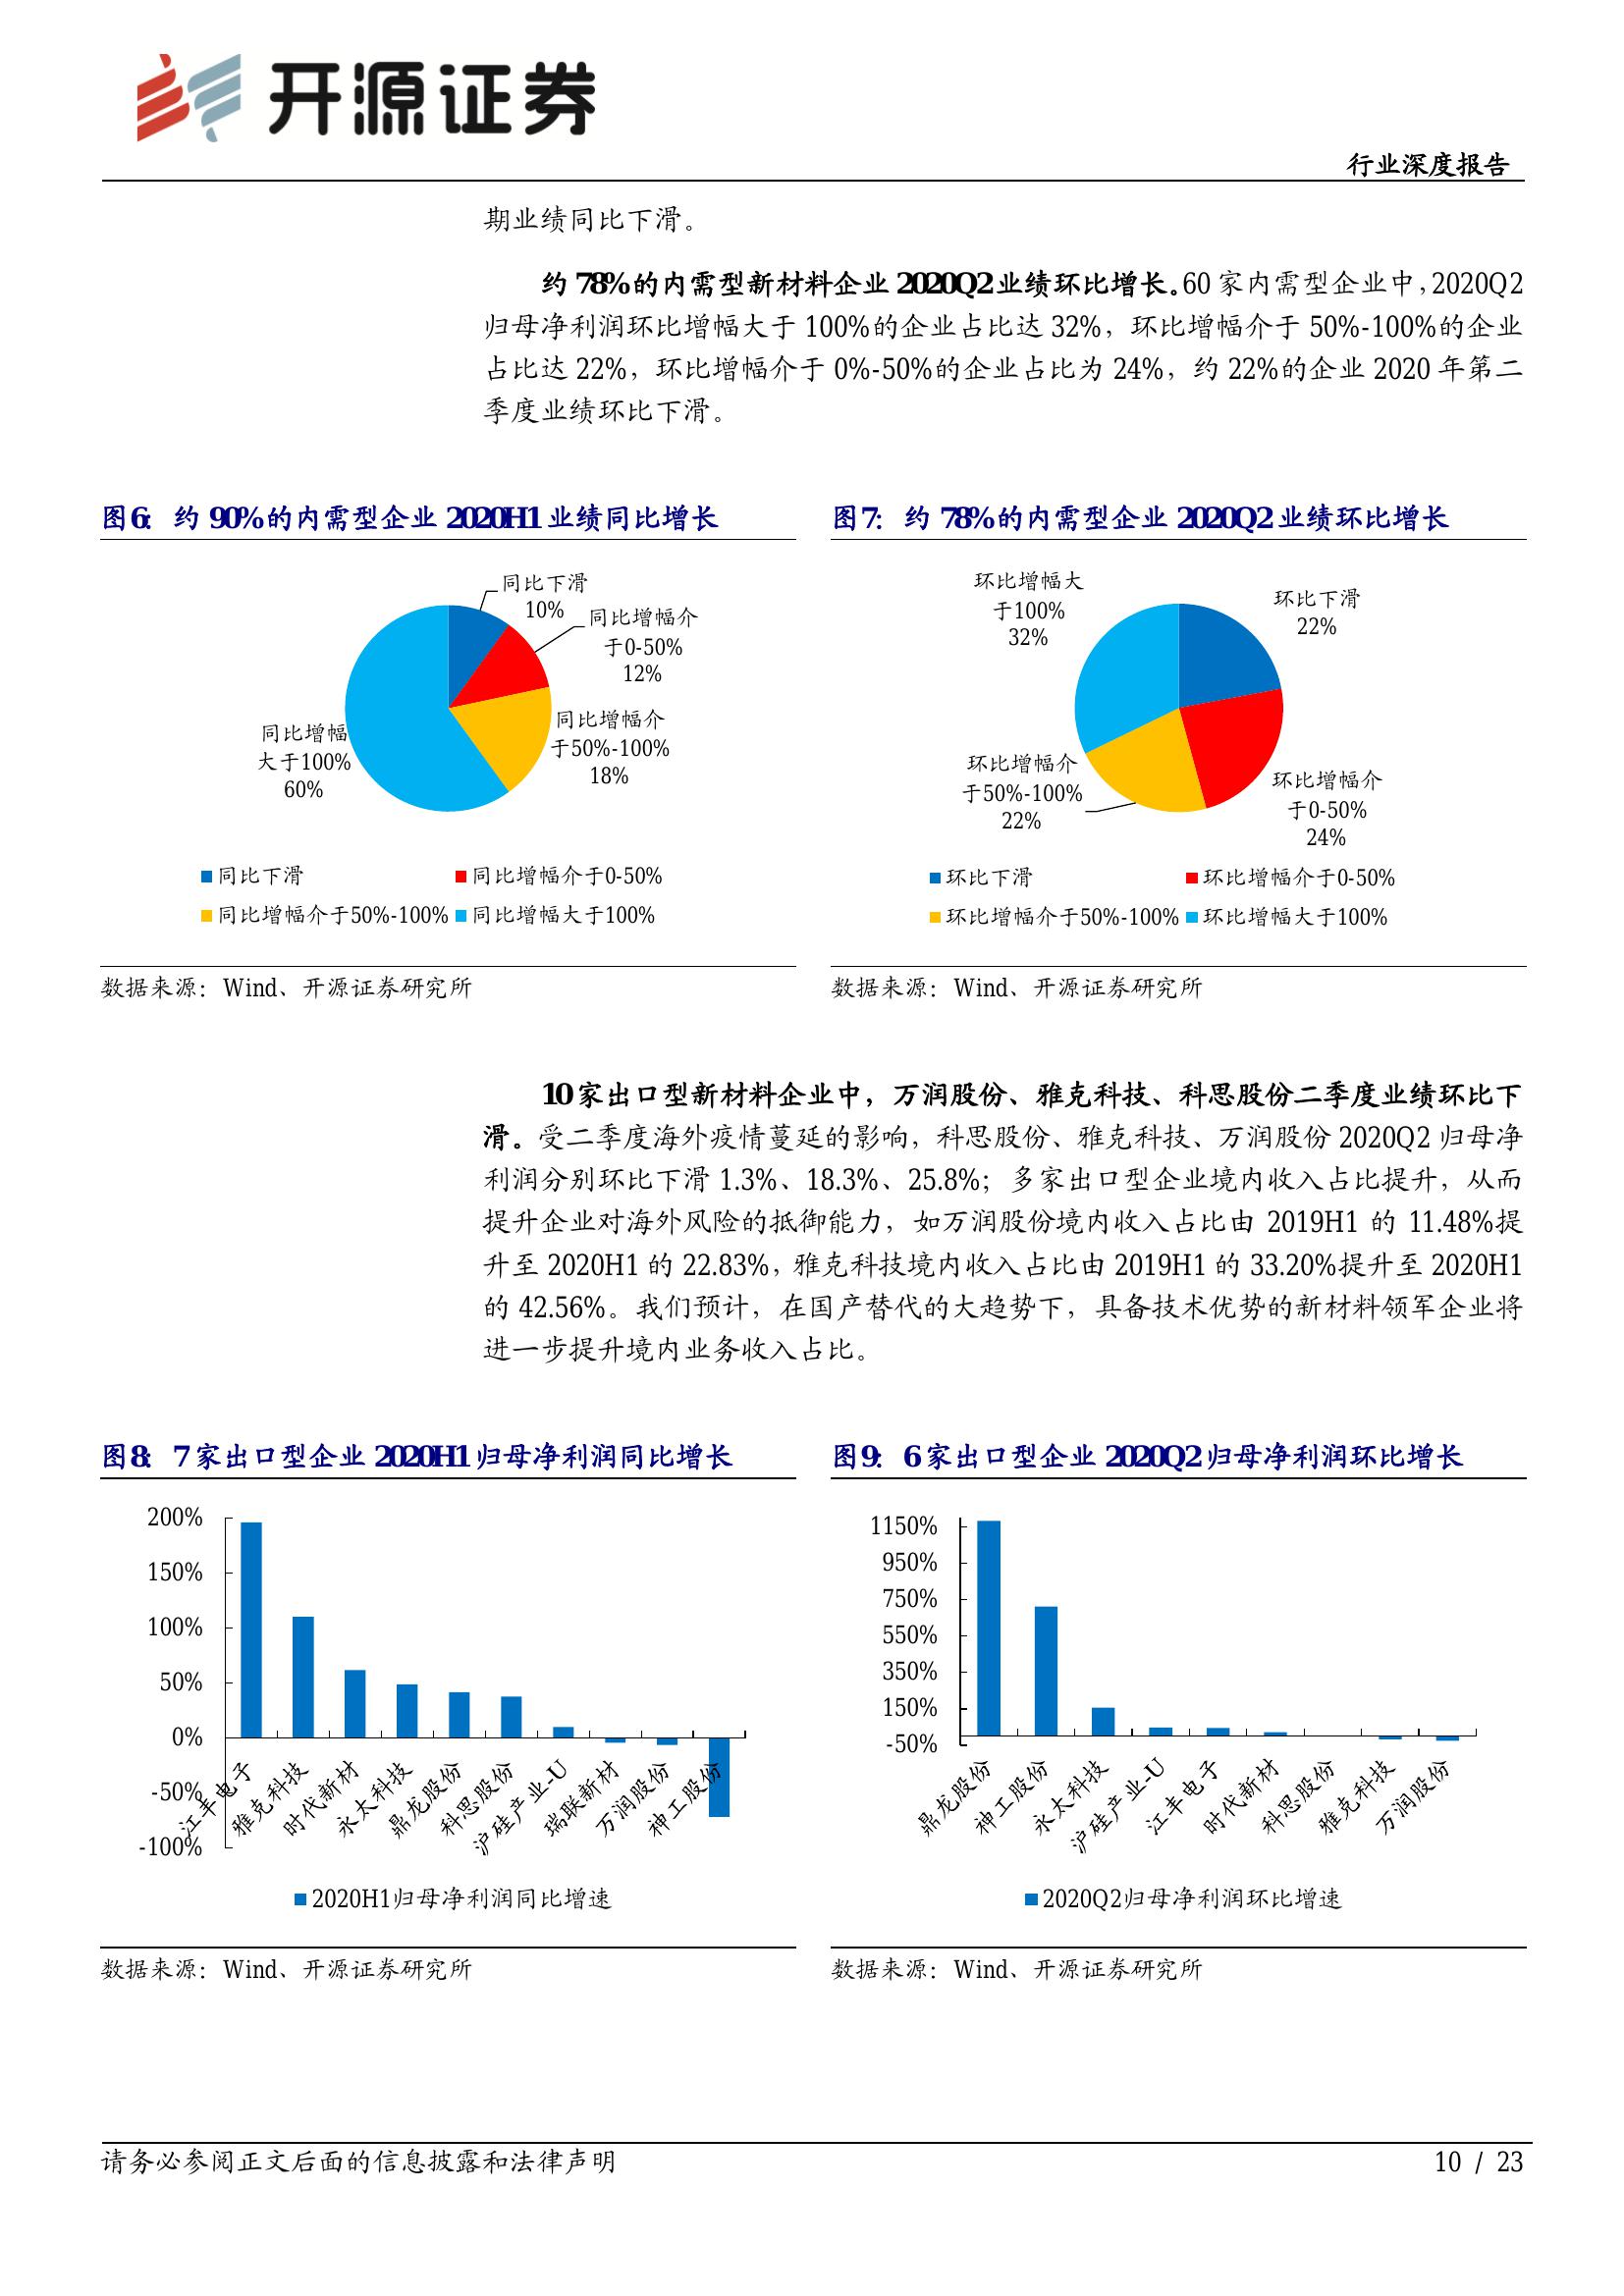 开源证券
行业深度报告
期业绩同比下滑。
约 78%的内需型新材料企业 2020Q2 业绩环比增长。60 家内需型企业中，2020Q2
归母净利润环比增幅大于 100%的企业占比达 32%，环比增幅介于 50%-100%的企业
占比达 22%，环比增幅介于 0%-50%的企业占比为 24%，约 22%的企业 2020 年第二
季度业绩环比下滑。
图6： 约 90%的内需型企业 2020H1 业绩同比增长
同比下滑
10%
同比增幅介
于0-50%
12%
同比增幅介
于50%-100%
18%
同比增幅
大于100%
60%
同比下滑
同比增幅介于0-50%
同比增幅介于50%-100%
同比增幅大于100%
数据来源：Wind、开源证券研究所
图7： 约 78%的内需型企业 2020Q2 业绩环比增长
环比增幅大
于100%
32%
环比下滑
22%
环比增幅介
于50%-100%
22%
环比增幅介
于0-50%
24%
环比下滑
环比增幅介于0-50%
环比增幅介于50%-100%
环比增幅大于100%
数据来源：Wind、开源证券研究所
10 家出口型新材料企业中，万润股份、雅克科技、科思股份二季度业绩环比下
滑。受二季度海外疫情蔓延的影响，科思股份、雅克科技、万润股份 2020Q2 归母净
利润分别环比下滑 1.3%、18.3%、25.8%；多家出口型企业境内收入占比提升，从而
提升企业对海外风险的抵御能力，如万润股份境内收入占比由 2019H1 的 11.48%提
升至 2020H1 的 22.83%，雅克科技境内收入占比由 2019H1 的 33.20%提升至 2020H1
的 42.56%。我们预计，在国产替代的大趋势下，具备技术优势的新材料领军企业将
进一步提升境内业务收入占比。
图8： 7 家出口型企业 2020H1 归母净利润同比增长
200%
150%
100%
50%
0%
-50%
-100%
江丰电子
雅克科技
时代新材
永太科技
鼎龙股份
科思股份
沪硅产业-U
瑞联新材
万润股份
神工股份
2020H1归母净利润同比增速
数据来源：Wind、开源证券研究所
图9： 6 家出口型企业 2020Q2 归母净利润环比增长
1150%
950%
750%
550%
350%
150%
-50%
鼎龙股份
神工股份
永太科技
沪硅产业-U
江丰电子
时代新材
科思股份
雅克科技
万润股份
2020Q2归母净利润环比增速
数据来源：Wind、开源证券研究所
请务必参阅正文后面的信息披露和法律声明
10 / 23